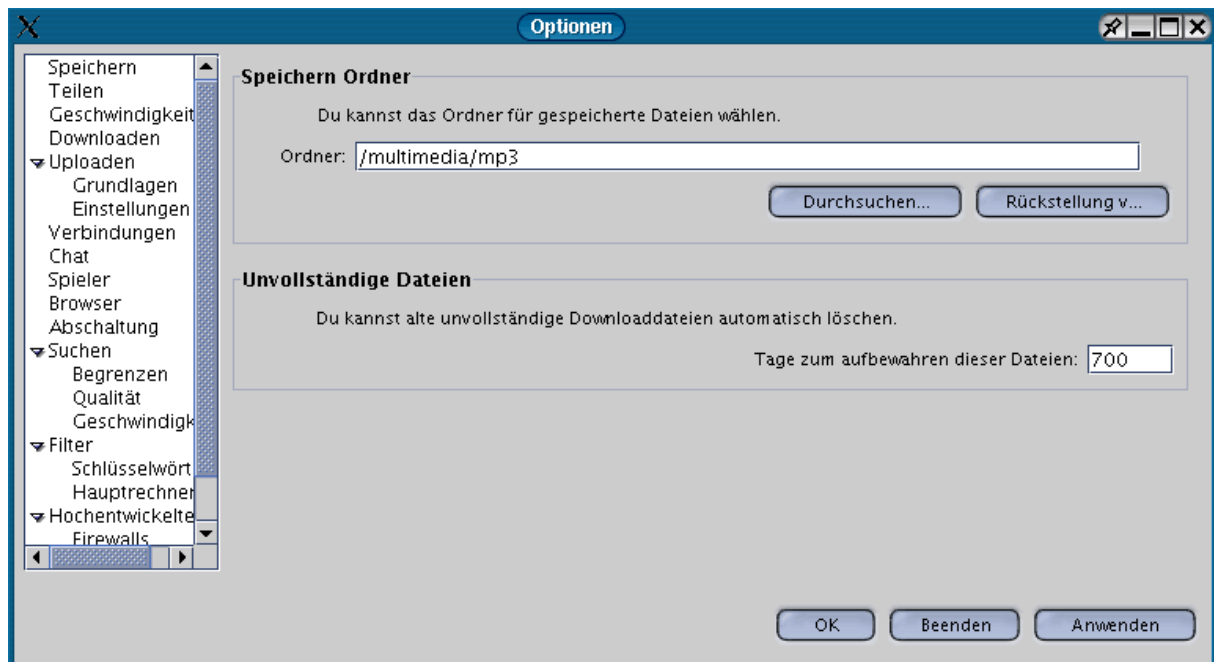 Optionen
Speichern
Teilen
Geschwindigkeit
Downloaden
Uploaden
Grundlagen
Einstellungen
Verbindungen
Chat
Spieler
Browser
Abschaltung
Suchen
Begrenzen
Qualität
Geschwindigk
Filter
Schlüsselwört
Hauptrechner
Hochentwickelte
Firewalls
Speichern Ordner
Du kannst das Ordner für gespeicherte Dateien wählen.
Ordner: /multimedia/mp3
Durchsuchen... Rückstellung v...
Unvollständige Dateien
Du kannst alte unvollständige Downloaddateien automatisch löschen.
Tage zum aufbewahren dieser Dateien: 700
OK Beenden Anwenden